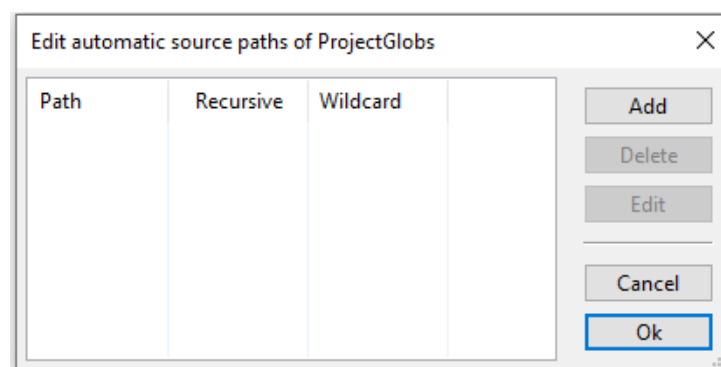 Edit automatic source paths of ProjectGlobs
Path Recursive Wildcard
Add
Delete
Edit
Cancel
Ok